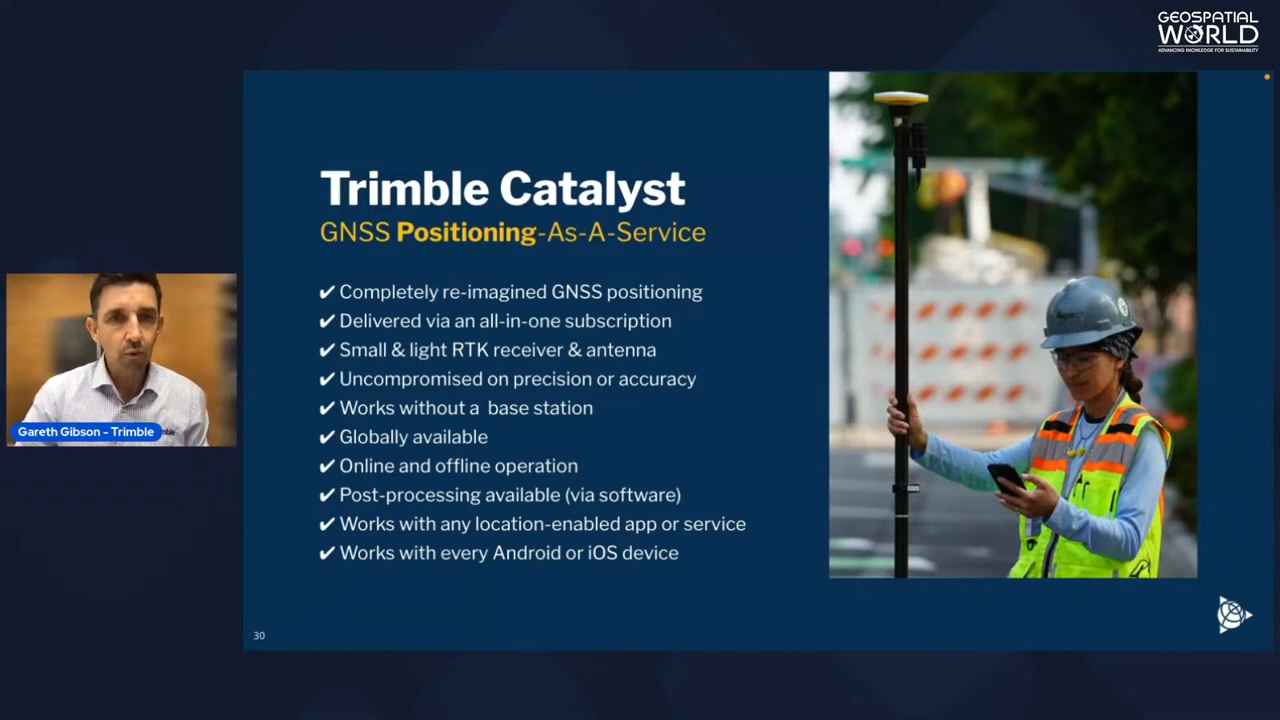 GEOSPATIAL
WORLD
ADVANCING KNOWLEDGE FOR SUSTAINABILITY
Trimble Catalyst
GNSS Positioning-As-A-Service
✔ Completely re-imagined GNSS positioning
✔ Delivered via an all-in-one subscription
✔ Small & light RTK receiver & antenna
✔ Uncompromised on precision or accuracy
✔ Works without a  base station
✔ Globally available
✔ Online and offline operation
✔ Post-processing available (via software)
✔ Works with any location-enabled app or service
✔ Works with every Android or iOS device
Gareth Gibson - Trimble
30